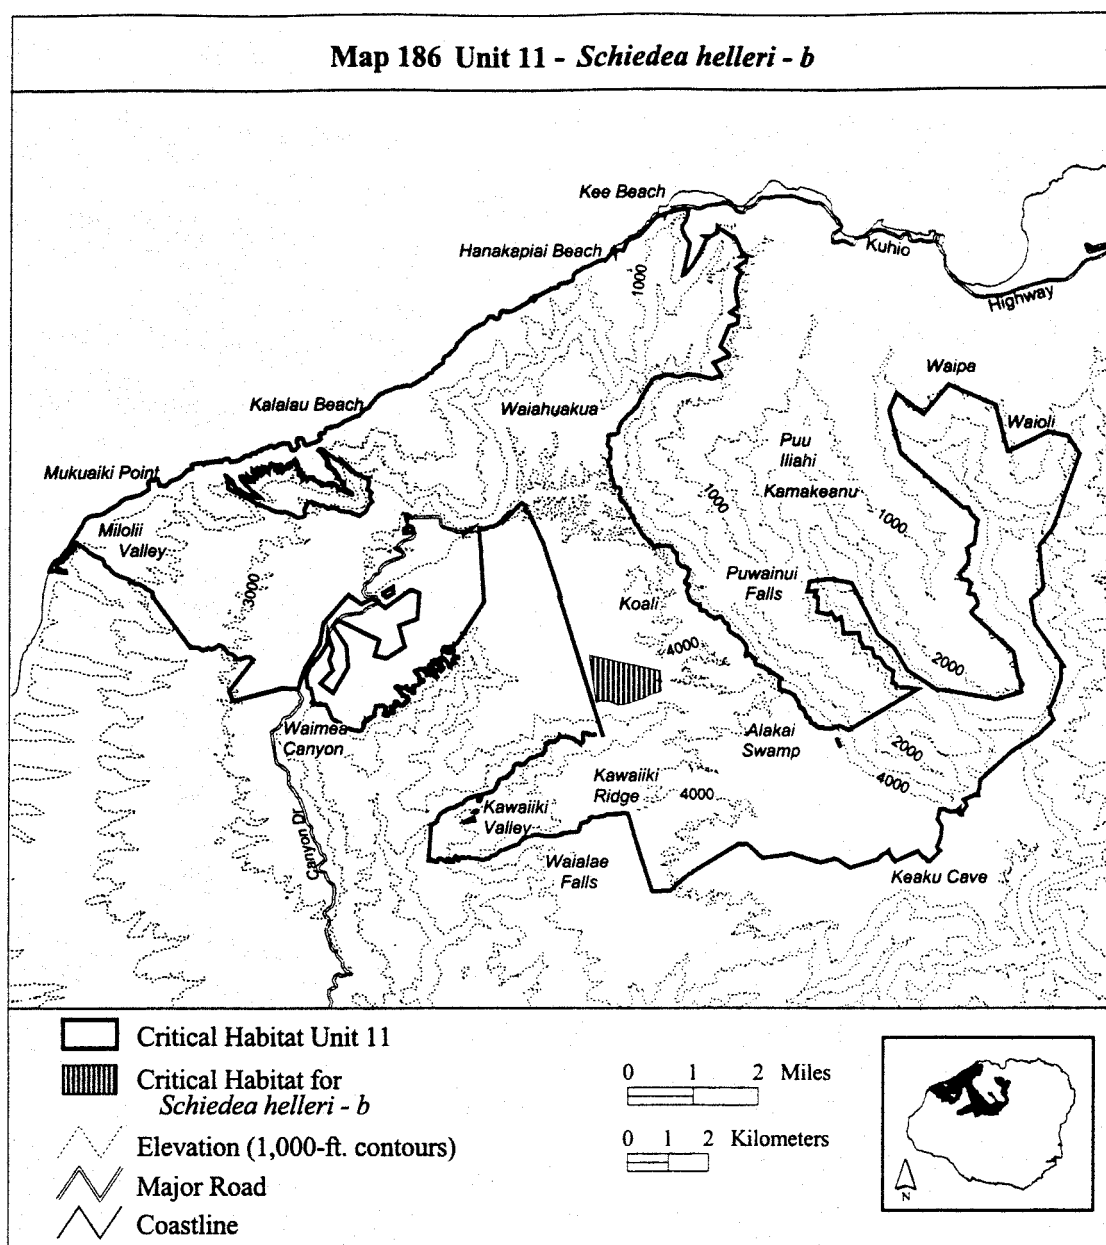 Map 186 Unit 11 - Schiedea helleri - b
Kee Beach
Hanakapiai Beach
Kuhio
Highway
1000
Waipa
Kalalau Beach
Waiahuakua
Waioli
Puu
Iliahi
Mukuaiki Point
Kamakeanu
1000
1000
Milolii
Valley
3000
Puwainui
Falls
Koali
4000
2000
Waimea
Canyon
Alakai
Swamp
2000
4000
Kawaiiki
Ridge
4000
Kawaiiki
Valley
Canyon Dr
Waialae
Falls
Keaku Cave
Critical Habitat Unit 11
Critical Habitat for
Schiedea helleri - b
Elevation (1,000-ft. contours)
Major Road
Coastline
0 1 2 Miles
0 1 2 Kilometers
N